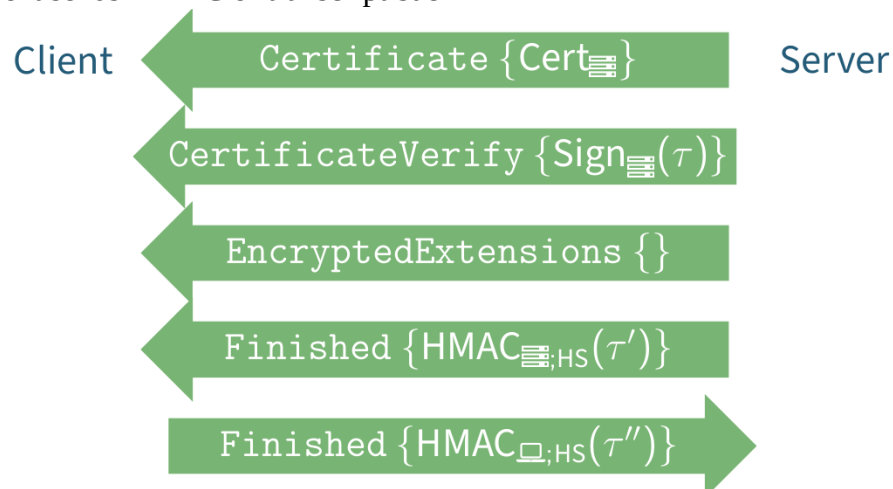 Client Certificate {Cert} Server
CertificateVerify {Sign(τ)}
EncryptedExtensions {}
Finished {HMAC;HS(τ′)}
Finished {HMAC;HS(τ″)}